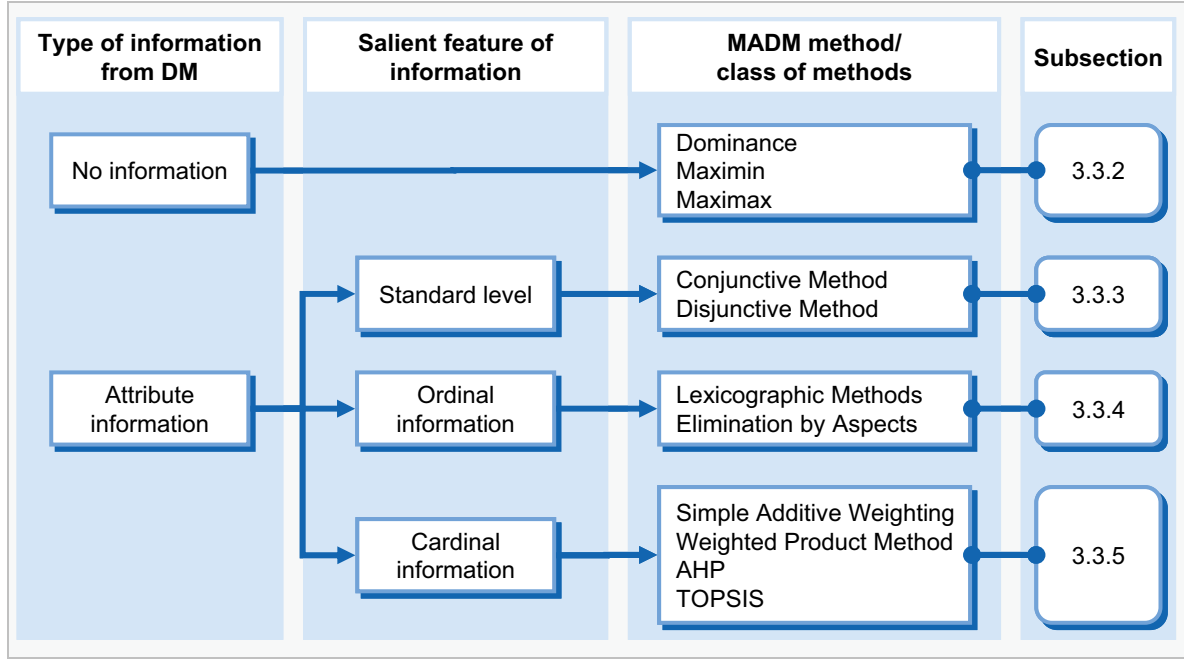 Type of information
from DM
Salient feature of
information
MADM method/
class of methods
Subsection
No information
Dominance
Maximin
Maximax
3.3.2
Standard level
Conjunctive Method
Disjunctive Method
3.3.3
Attribute
information
Ordinal
information
Lexicographic Methods
Elimination by Aspects
3.3.4
Cardinal
information
Simple Additive Weighting
Weighted Product Method
AHP
TOPSIS
3.3.5